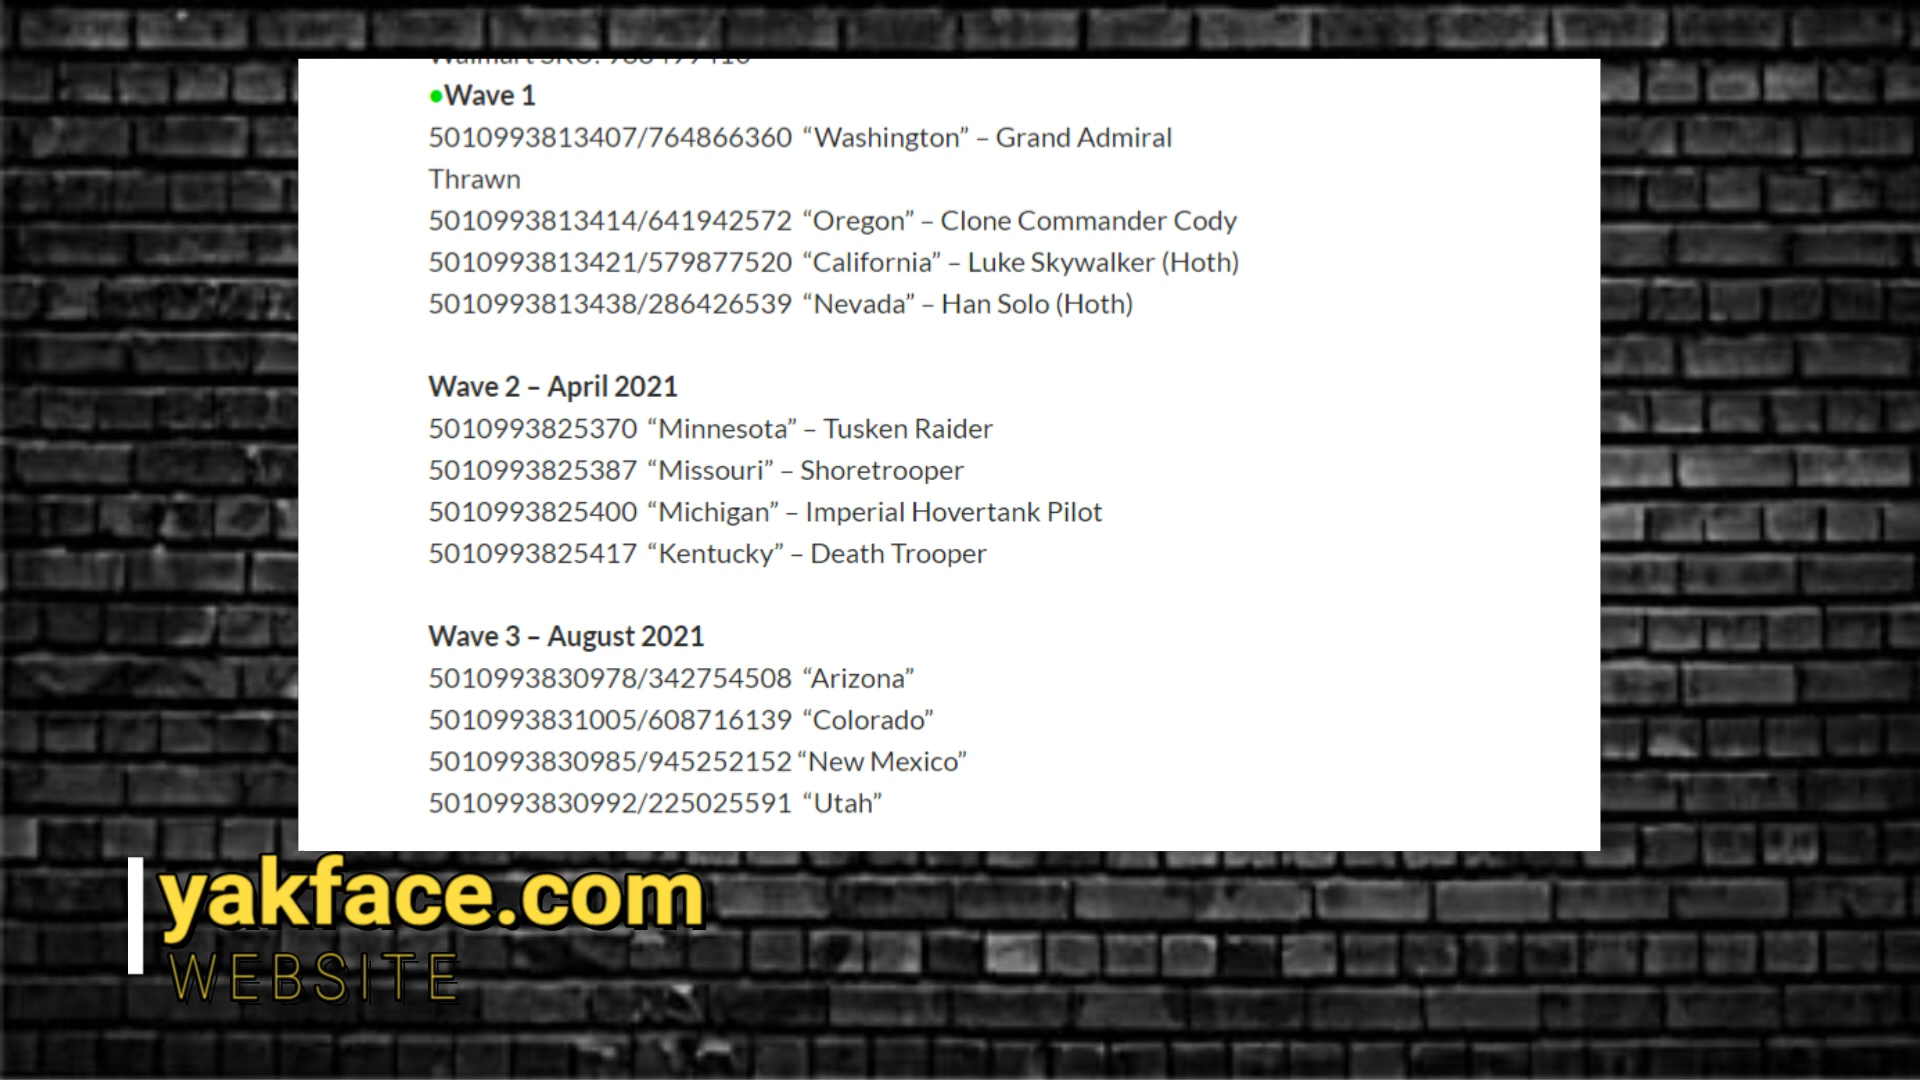 ●Wave 1
5010993813407/764866360 “Washington” – Grand Admiral
Thrawn
5010993813414/641942572 “Oregon” – Clone Commander Cody
5010993813421/579877520 “California” – Luke Skywalker (Hoth)
5010993813438/286426539 “Nevada” – Han Solo (Hoth)
Wave 2 – April 2021
5010993825370 “Minnesota” – Tusken Raider
5010993825387 “Missouri” – Shoretrooper
5010993825400 “Michigan” – Imperial Hovertank Pilot
5010993825417 “Kentucky” – Death Trooper
Wave 3 – August 2021
5010993830978/342754508 “Arizona”
5010993831005/608716139 “Colorado”
5010993830985/945252152 “New Mexico”
5010993830992/225025591 “Utah”
yakface.com
WEBSITE